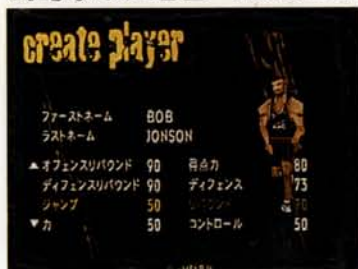 create player
ファーストネーム BOB
ラストネーム JONSON
▲オフェンスリバウンド 90 得点力 80
ディフェンスリバウンド 90 ディフェンス 73
ジャンプ 50
▼力 50 コントロール 50